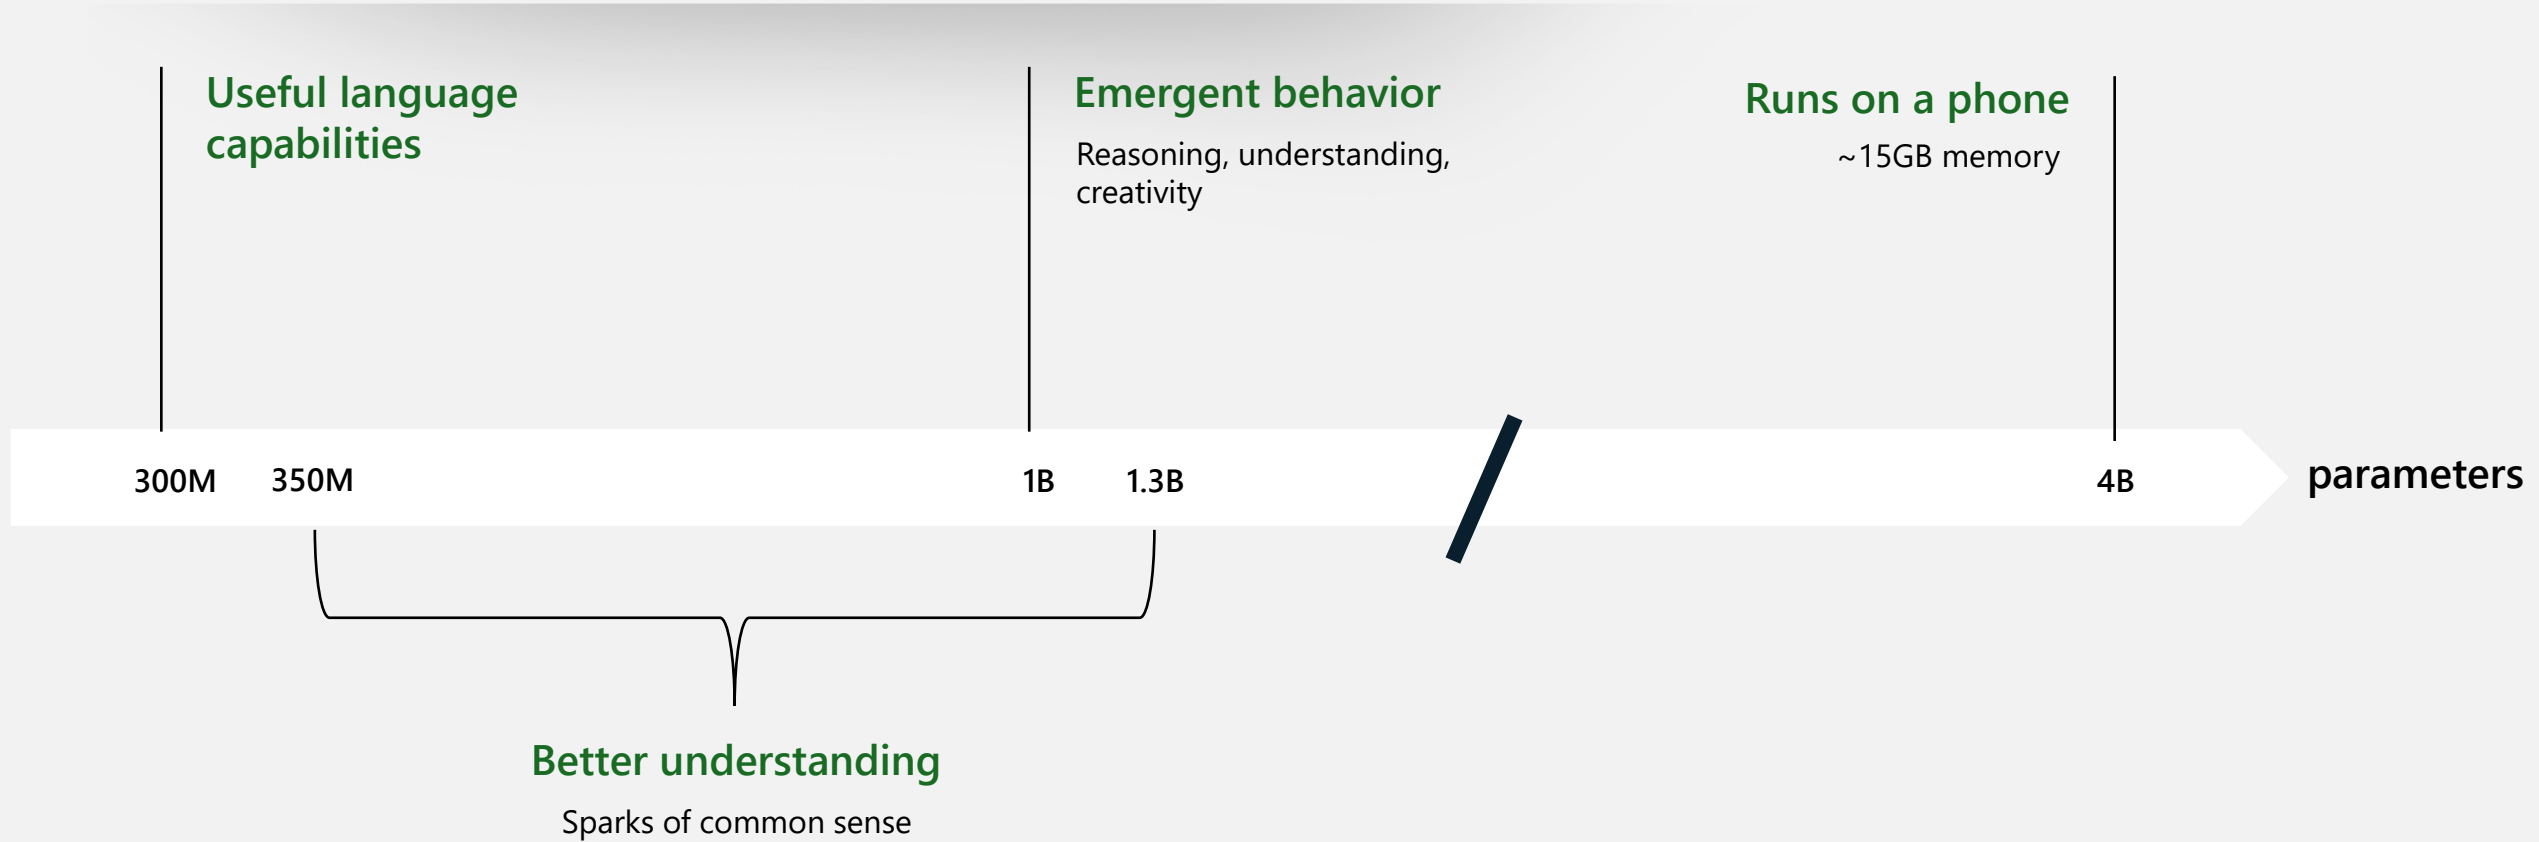 Useful language
capabilities
Emergent behavior
Reasoning, understanding,
creativity
Runs on a phone
~15GB memory
300M
350M
1B
1.3B
4B
parameters
Better understanding
Sparks of common sense